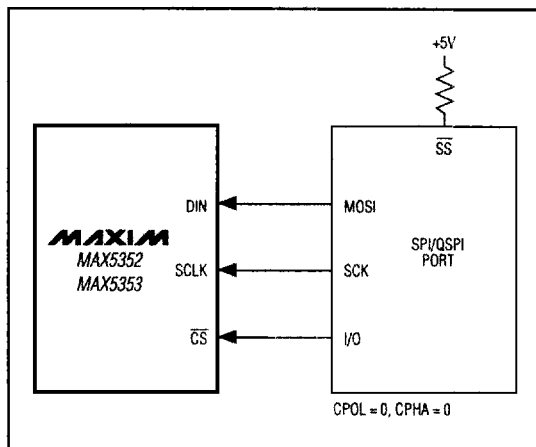 +5V
SS
DIN
MOSI
MAXIM
MAX5352
MAX5353
SPI/QSPI
PORT
SCLK
SCK
CS
I/O
CPOL = 0, CPHA = 0